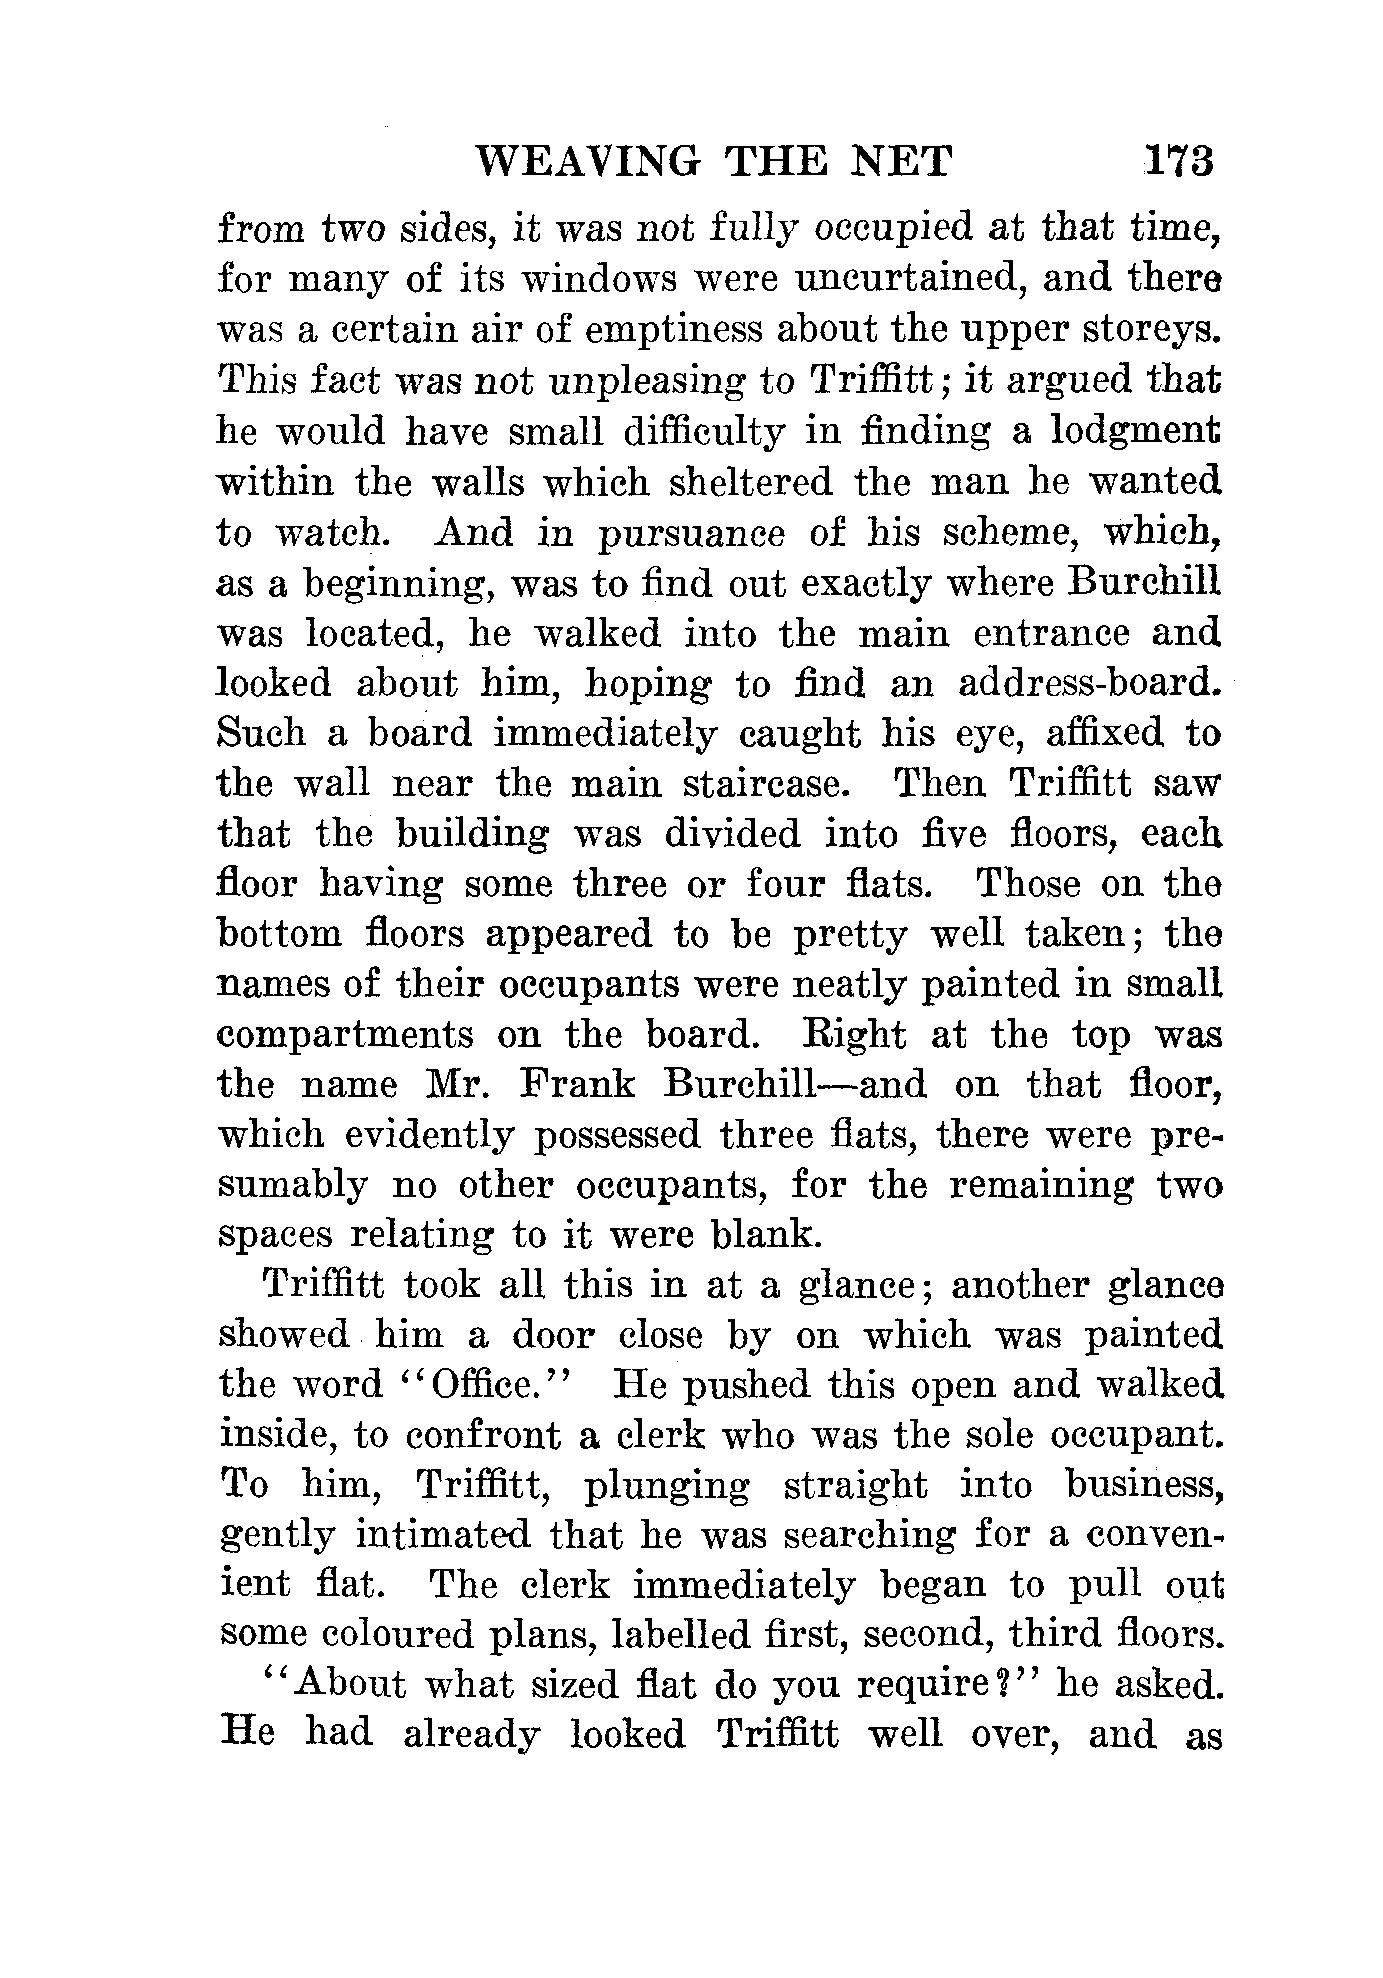 WEAVING THE NET 173
from two sides, it was not fully occupied at that time,
for many of its windows were uncurtained, and there
was a certain air of emptiness about the upper storeys.
This fact was not unpleasing to Triffitt; it argued that
he would have small difficulty in finding a lodgment
within the walls which sheltered the man he wanted
to watch. And in pursuance of his scheme, which,
as a beginning, was to find out exactly where Burchill
was located, he walked into the main entrance and
looked about him, hoping to find an address-board.
Such a board immediately caught his eye, affixed to
the wall near the main staircase. Then Triffitt saw
that the building was divided into five floors, each
floor having some three or four flats. Those on the
bottom floors appeared to be pretty well taken; the
names of their occupants were neatly painted in small
compartments on the board. Right at the top was
the name Mr. Frank Burchill—and on that floor,
which evidently possessed three flats, there were pre-
sumably no other occupants, for the remaining two
spaces relating to it were blank.
Triffitt took all this in at a glance; another glance
showed him a door close by on which was painted
the word "Office." He pushed this open and walked
inside, to confront a clerk who was the sole occupant.
To him, Triffitt, plunging straight into business,
gently intimated that he was searching for a conven-
ient flat. The clerk immediately began to pull out
some coloured plans, labelled first, second, third floors.
"About what sized flat do you require?" he asked.
He had already looked Triffitt well over, and as